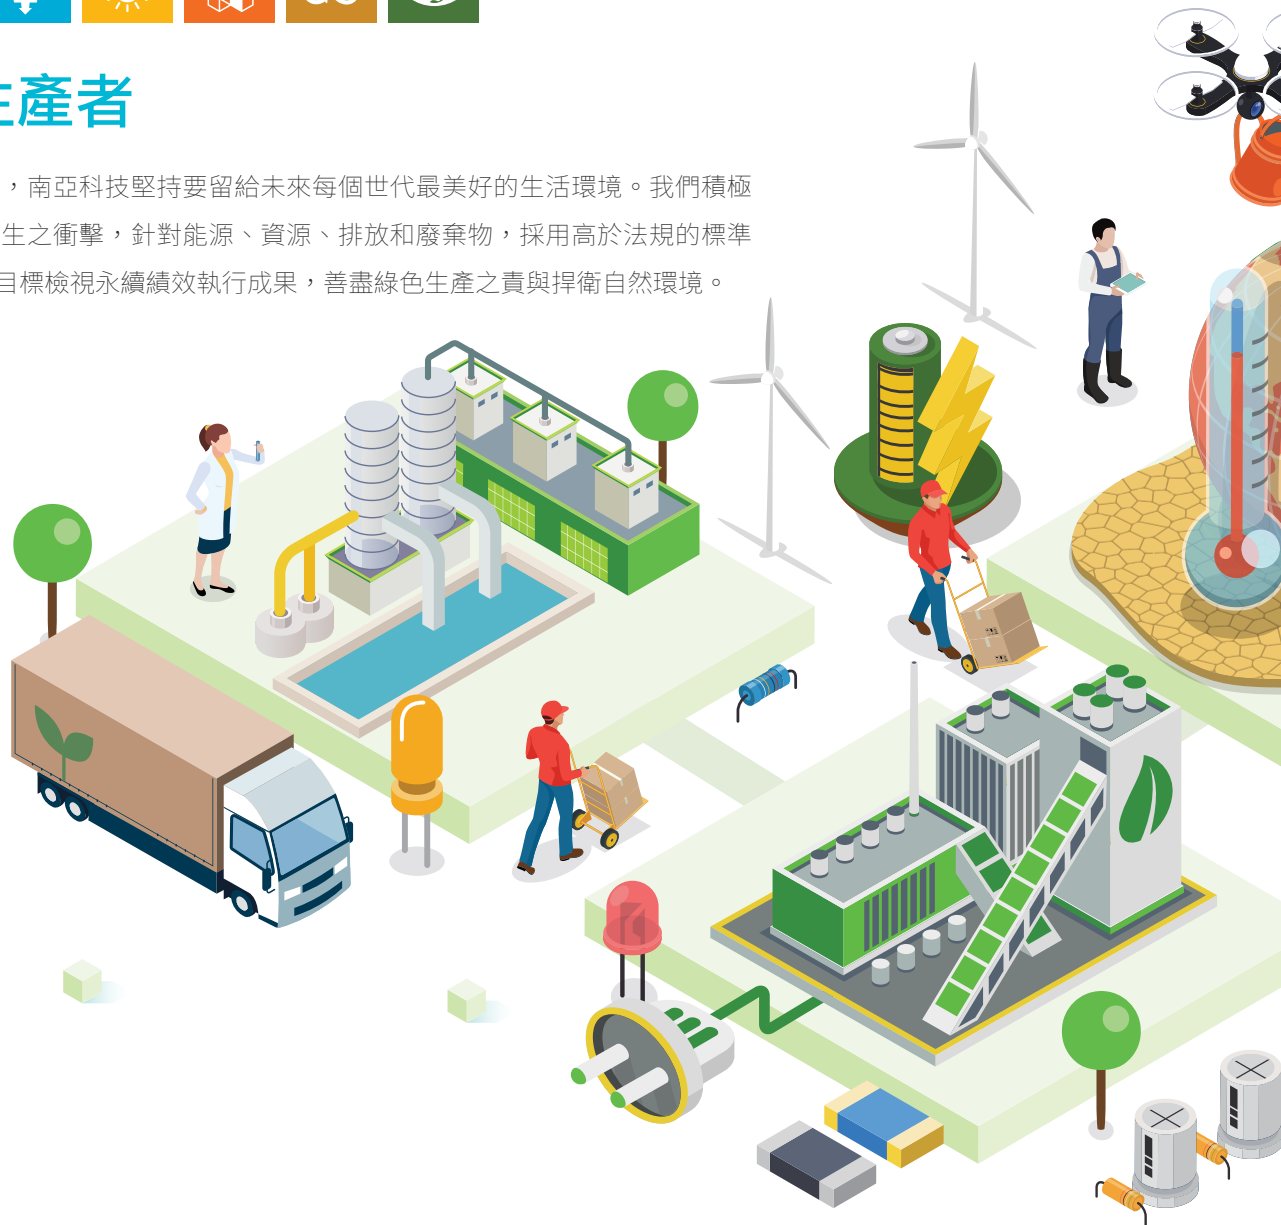 生產者
，南亞科技堅持要留給未來每個世代最美好的生活環境。我們積極
生之衝擊，針對能源、資源、排放和廢棄物，採用高於法規的標準
目標檢視永續績效執行成果，善盡綠色生產之責與捍衛自然環境。